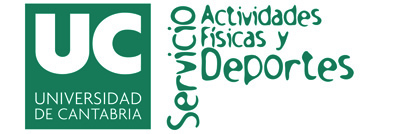 UC
UNIVERSIDAD
DE CANTABRIA
Servicio
Actividades
Físicas y
Deportes